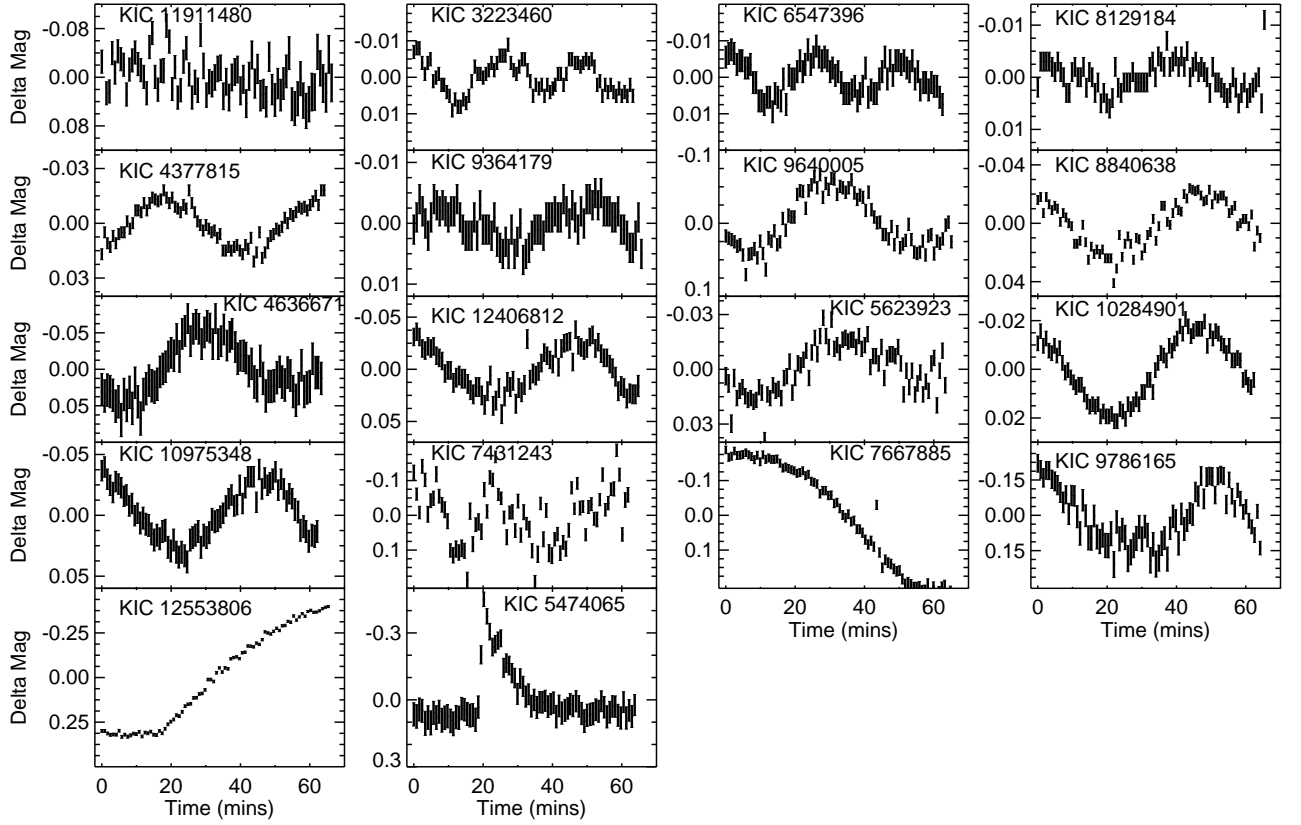 KIC 11911480
KIC 3223460
KIC 6547396
KIC 8129184
Delta Mag
-0.08
0.00
0.08
-0.01
0.00
0.01
-0.01
0.00
0.01
-0.01
0.00
0.01
KIC 4377815
KIC 9364179
KIC 9640005
KIC 8840638
Delta Mag
-0.03
0.00
0.03
-0.01
0.00
0.01
-0.1
0.0
0.1
-0.04
0.00
0.04
KIC 4636671
KIC 12406812
KIC 5623923
KIC 10284901
Delta Mag
-0.05
0.00
0.05
-0.05
0.00
0.05
-0.03
0.00
0.03
-0.02
0.00
0.02
KIC 10975348
KIC 7431243
KIC 7667885
KIC 9786165
Delta Mag
-0.05
0.00
0.05
-0.1
0.0
0.1
-0.1
0.0
0.1
-0.15
0.00
0.15
0 20 40 60
Time (mins)
0 20 40 60
Time (mins)
KIC 12553806
KIC 5474065
Delta Mag
-0.25
0.00
0.25
-0.3
0.0
0.3
0 20 40 60
Time (mins)
0 20 40 60
Time (mins)